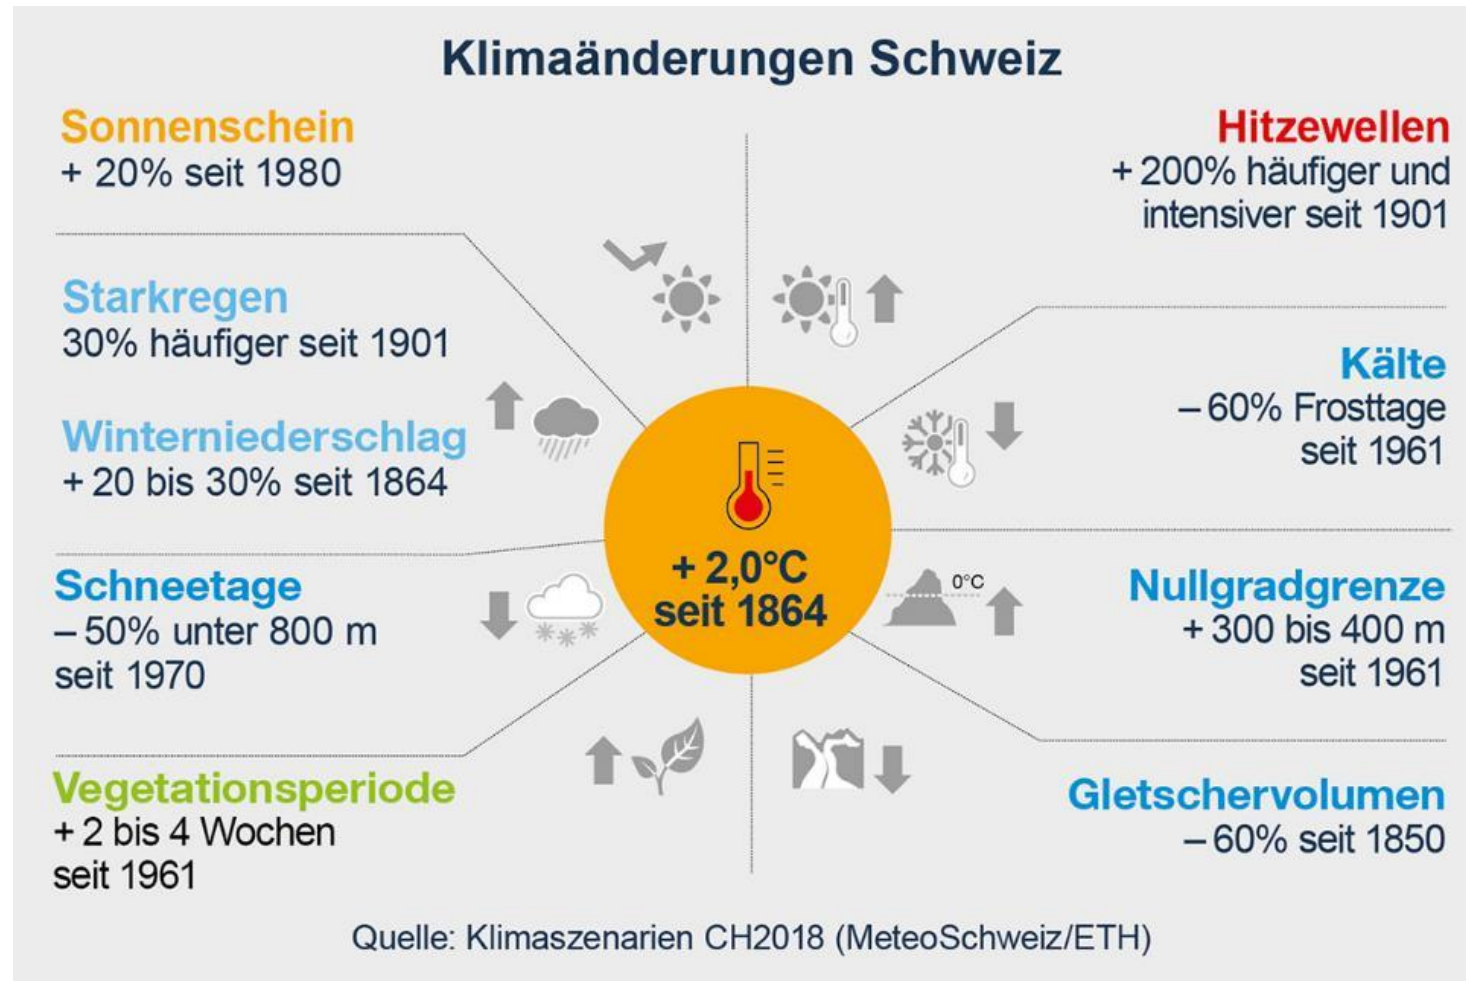 Klimaänderungen Schweiz
Sonnenschein
+ 20% seit 1980
Starkregen
30% häufiger seit 1901
Winterniederschlag
+ 20 bis 30% seit 1864
Schneetage
– 50% unter 800 m
seit 1970
Vegetationsperiode
+ 2 bis 4 Wochen
seit 1961
+ 2,0°C
seit 1864
Hitzewellen
+ 200% häufiger und
intensiver seit 1901
Kälte
– 60% Frosttage
seit 1961
0°C
Nullgradgrenze
+ 300 bis 400 m
seit 1961
Gletschervolumen
– 60% seit 1850
Quelle: Klimaszenarien CH2018 (MeteoSchweiz/ETH)